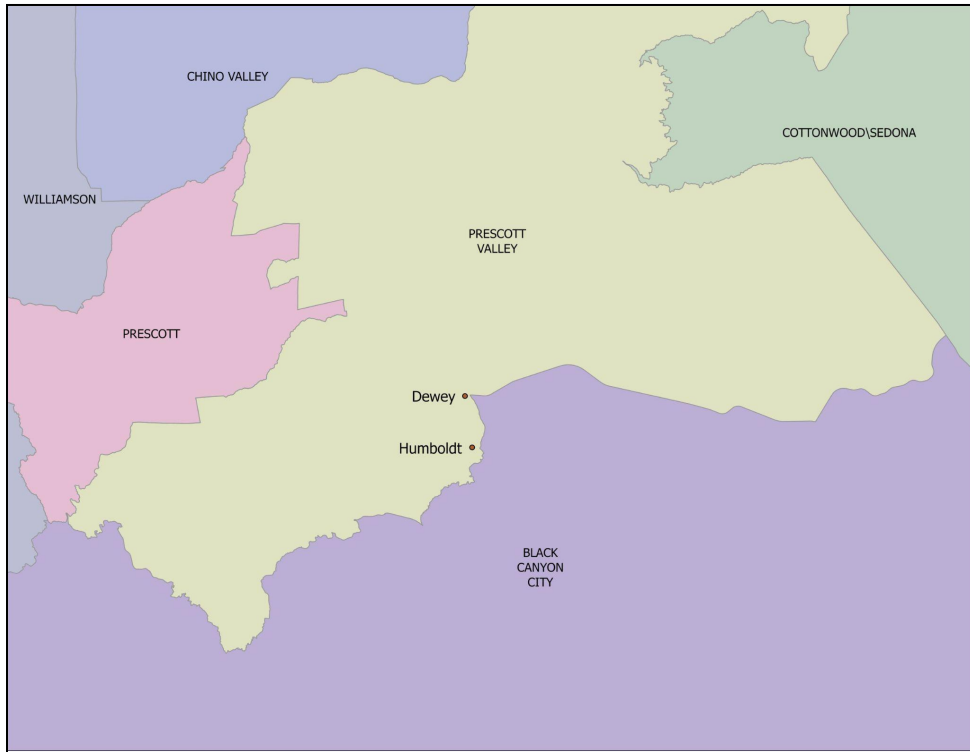 CHINO VALLEY
COTTONWOOD\SEDONA
WILLIAMSON
PRESCOTT
VALLEY
PRESCOTT
Dewey
Humboldt
BLACK
CANYON
CITY